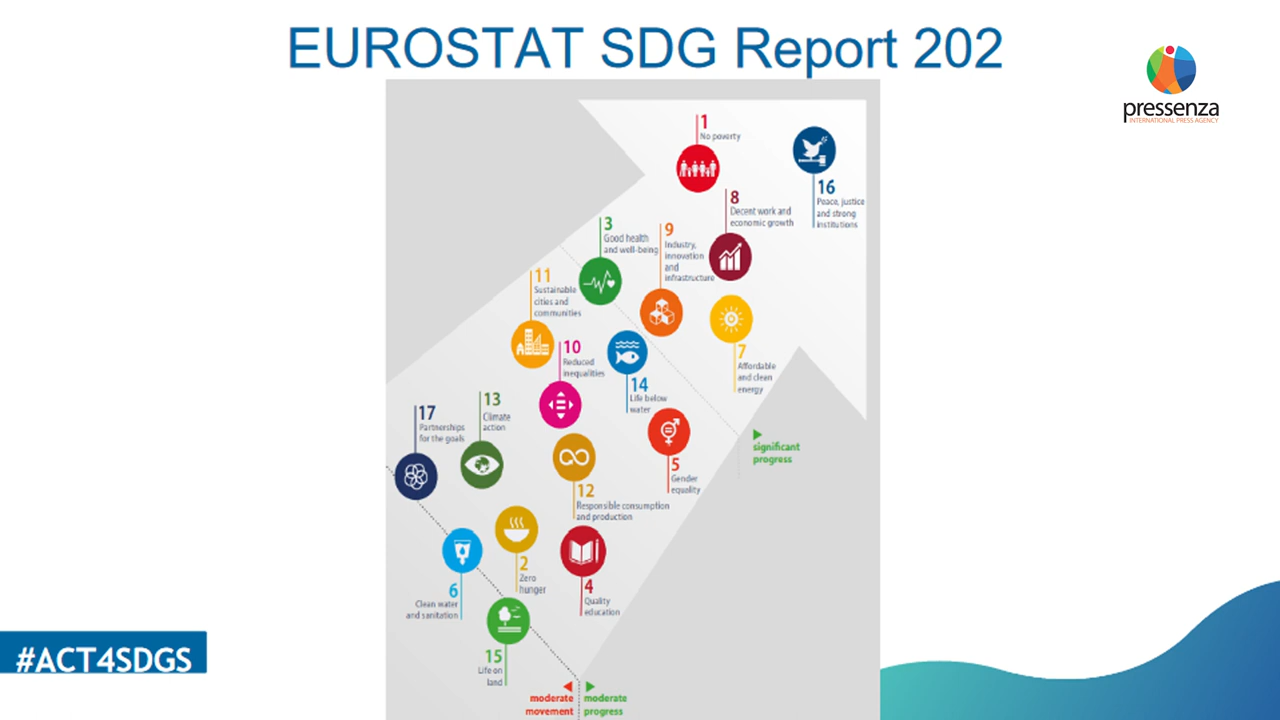 EUROSTAT SDG Report 202
pressenza
INTERNATIONAL PRESS AGENCY
1
No poverty
16
Peace, justice
and strong
institutions
8
Decent work and
economic growth
3
Good health
and well-being
9
Industry,
innovation
and
infrastructure
11
Sustainable
cities and
communities
10
Reduced
inequalities
7
Affordable
and clean
energy
14
Life below
water
13
Climate
action
17
Partnerships
for the goals
significant
progress
5
Gender
equality
12
Responsible consumption
and production
2
Zero
hunger
4
Quality
education
6
Clean water
and sanitation
15
Life on
land
moderate
movement
moderate
progress
#ACT4SDGS